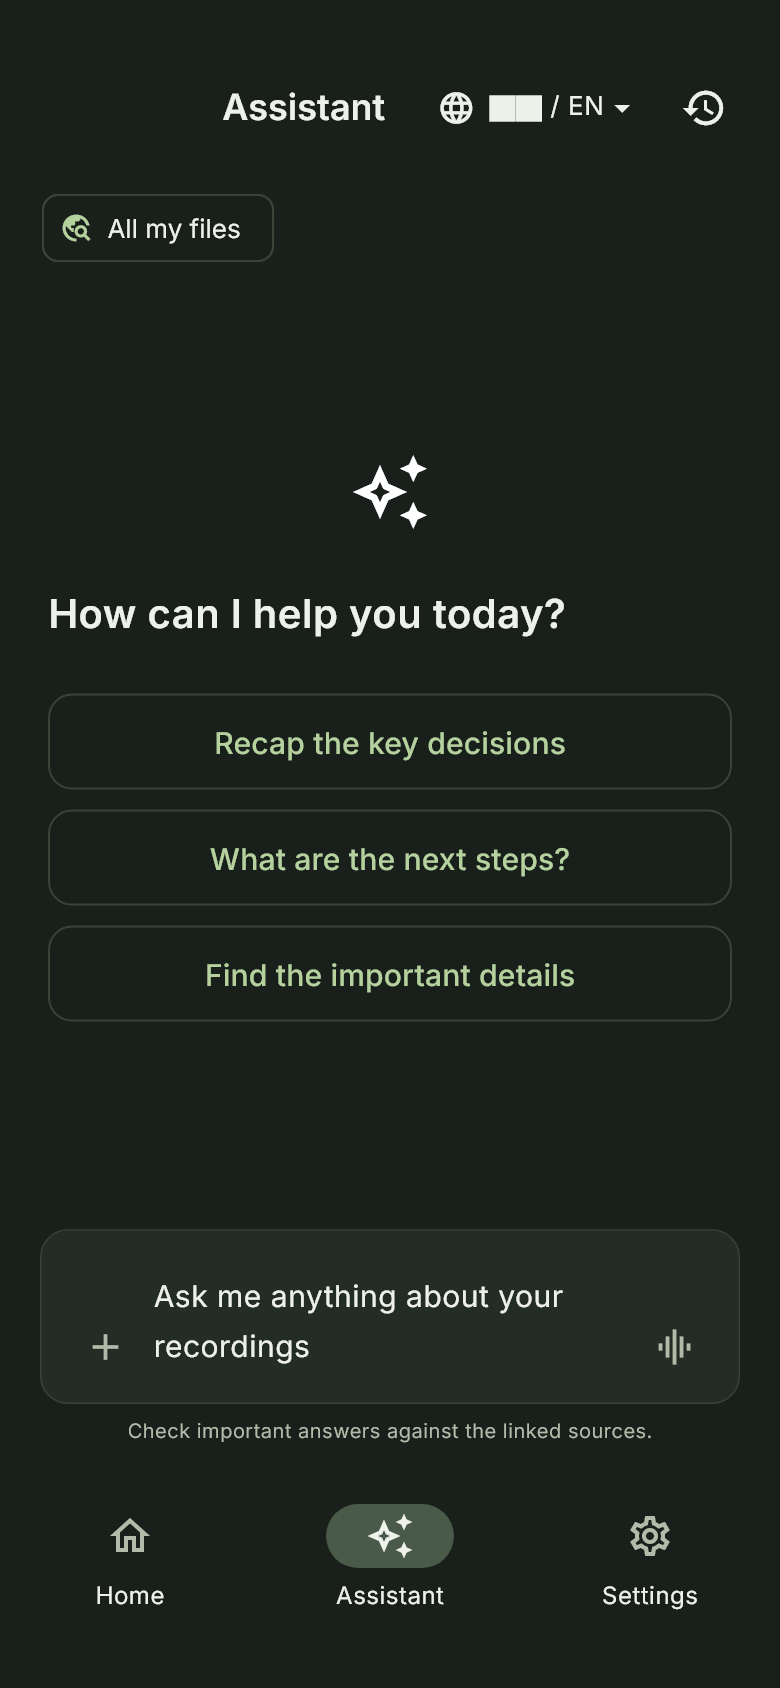 Assistant
/ EN
All my files
How can I help you today?
Recap the key decisions
What are the next steps?
Find the important details
Ask me anything about your
recordings
Check important answers against the linked sources.
Home
Assistant
Settings